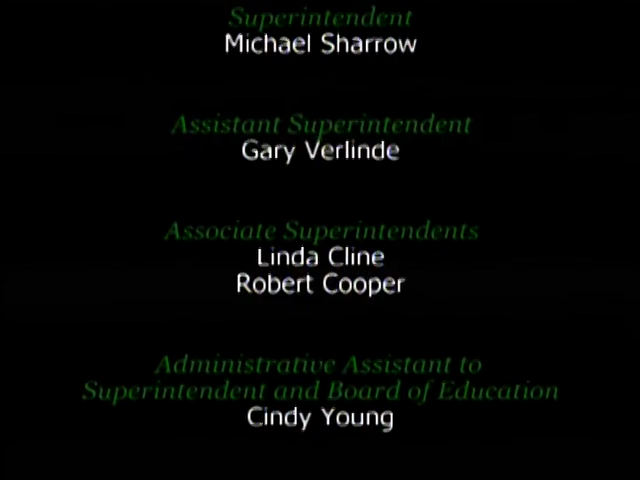 Superintendent
Michael Sharrow
Assistant Superintendent
Gary Verlinde
Associate Superintendents
Linda Cline
Robert Cooper
Administrative Assistant to
Superintendent and Board of Education
Cindy Young